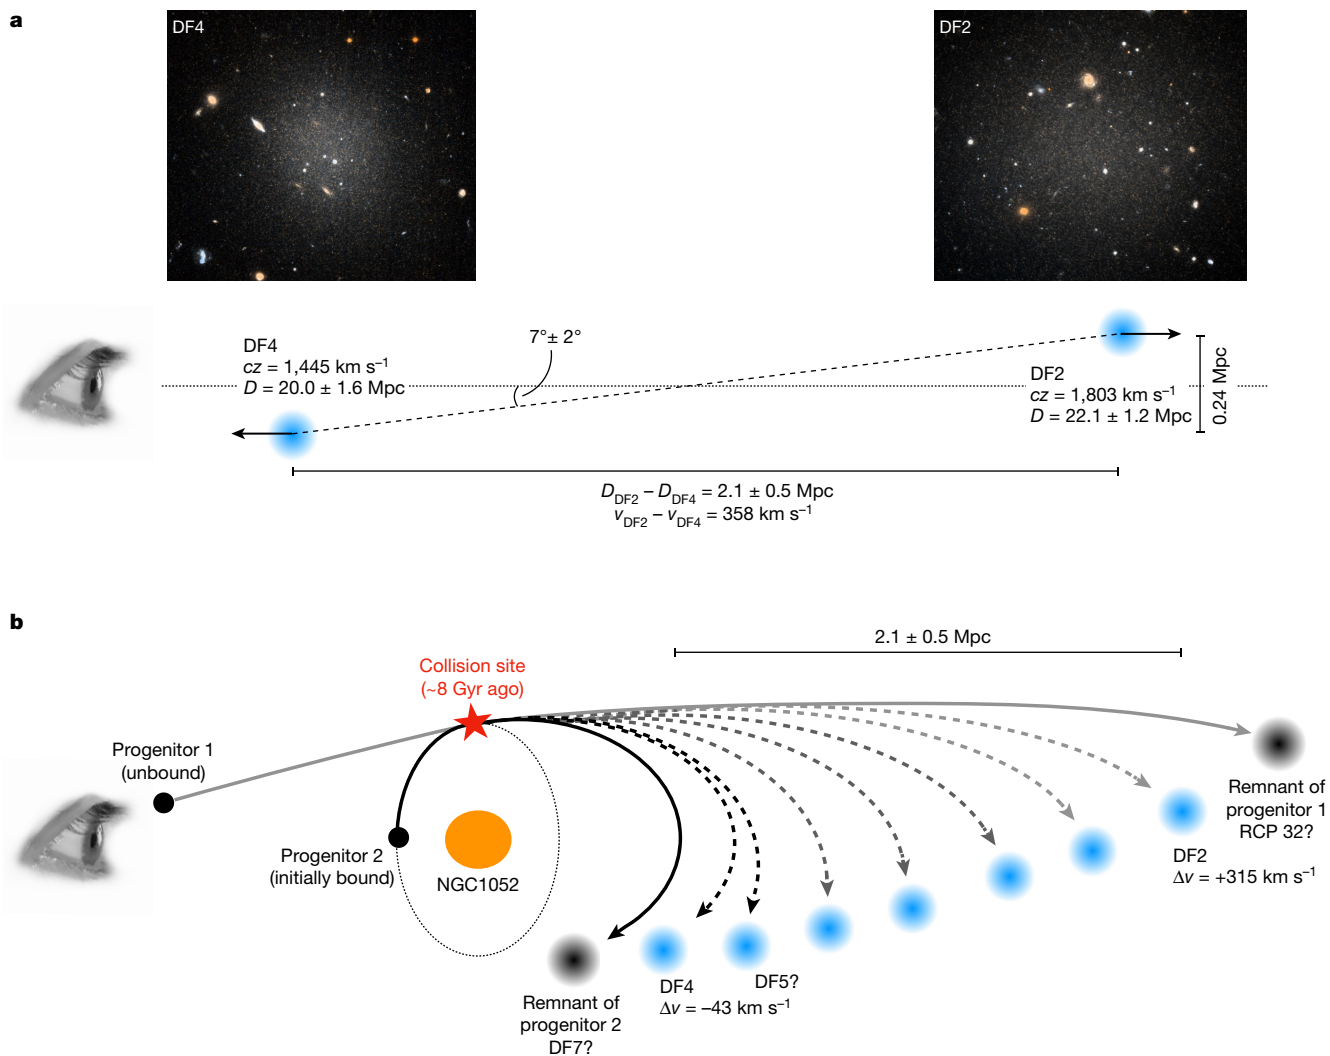 a
DF4
DF2
7°± 2°
DF4
cz = 1,445 km s⁻¹
D = 20.0 ± 1.6 Mpc
DF2
cz = 1,803 km s⁻¹
D = 22.1 ± 1.2 Mpc
0.24 Mpc
D_DF2 – D_DF4 = 2.1 ± 0.5 Mpc
v_DF2 – v_DF4 = 358 km s⁻¹
b
2.1 ± 0.5 Mpc
Collision site
(~8 Gyr ago)
Progenitor 1
(unbound)
Progenitor 2
(initially bound)
NGC1052
Remnant of
progenitor 1
RCP 32?
DF2
Δv = +315 km s⁻¹
DF4
Δv = –43 km s⁻¹
DF5?
Remnant of
progenitor 2
DF7?